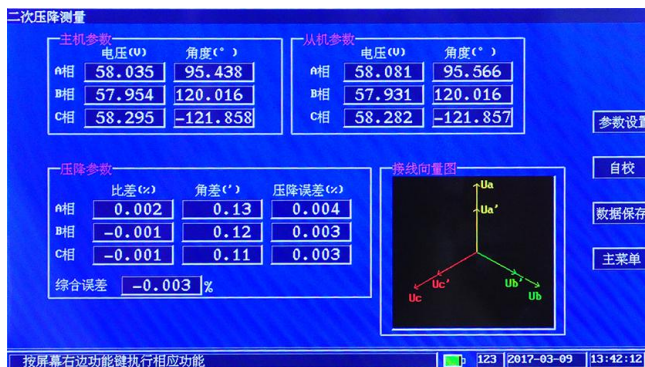 二次压降测量
主机参数
电压(V) 角度(°)
A相 58.035 95.438
B相 57.954 120.016
C相 58.295 -121.858
从机参数
电压(V) 角度(°)
A相 58.081 95.566
B相 57.931 120.016
C相 58.282 -121.857
压降参数
比差(%) 角差(′) 压降误差(%)
A相 0.002 0.13 0.004
B相 -0.001 0.12 0.003
C相 -0.001 0.11 0.003
综合误差 -0.003 %
接线向量图
Ua
Ua′
Uc′ Ub′
Uc Ub
参数设
自校
数据保存
主菜单
按屏幕右边功能键执行相应功能 123 2017-03-09 13:42:12